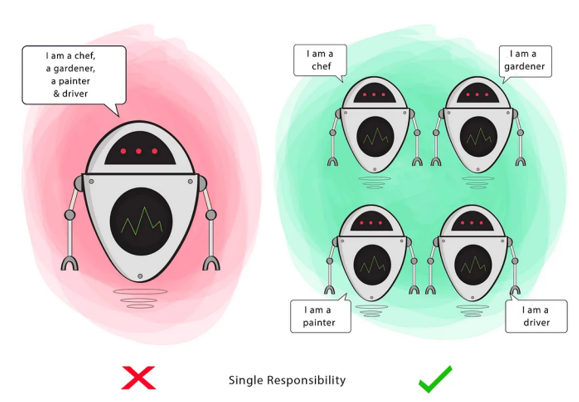 I am a chef,
a gardener,
a painter
& driver
I am a
chef
I am a
gardener
I am a
painter
I am a
driver
Single Responsibility